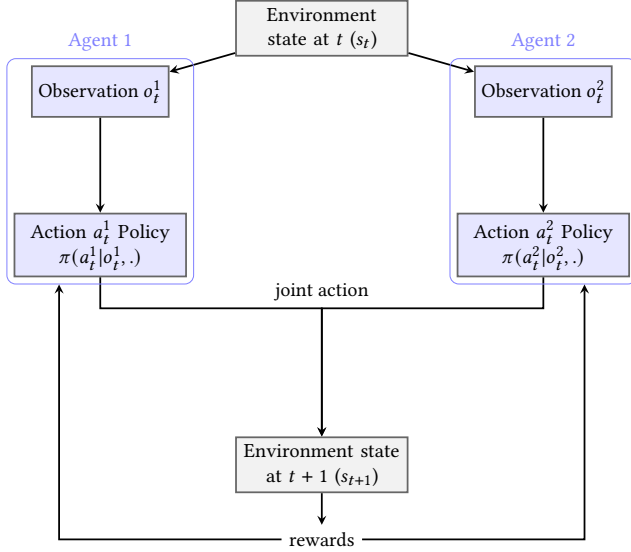 Environment
state at t (s_t)
Agent 1
Agent 2
Observation o_t^1
Observation o_t^2
Action a_t^1 Policy
π(a_t^1|o_t^1,.)
Action a_t^2 Policy
π(a_t^2|o_t^2,.)
joint action
Environment state
at t + 1 (s_{t+1})
rewards